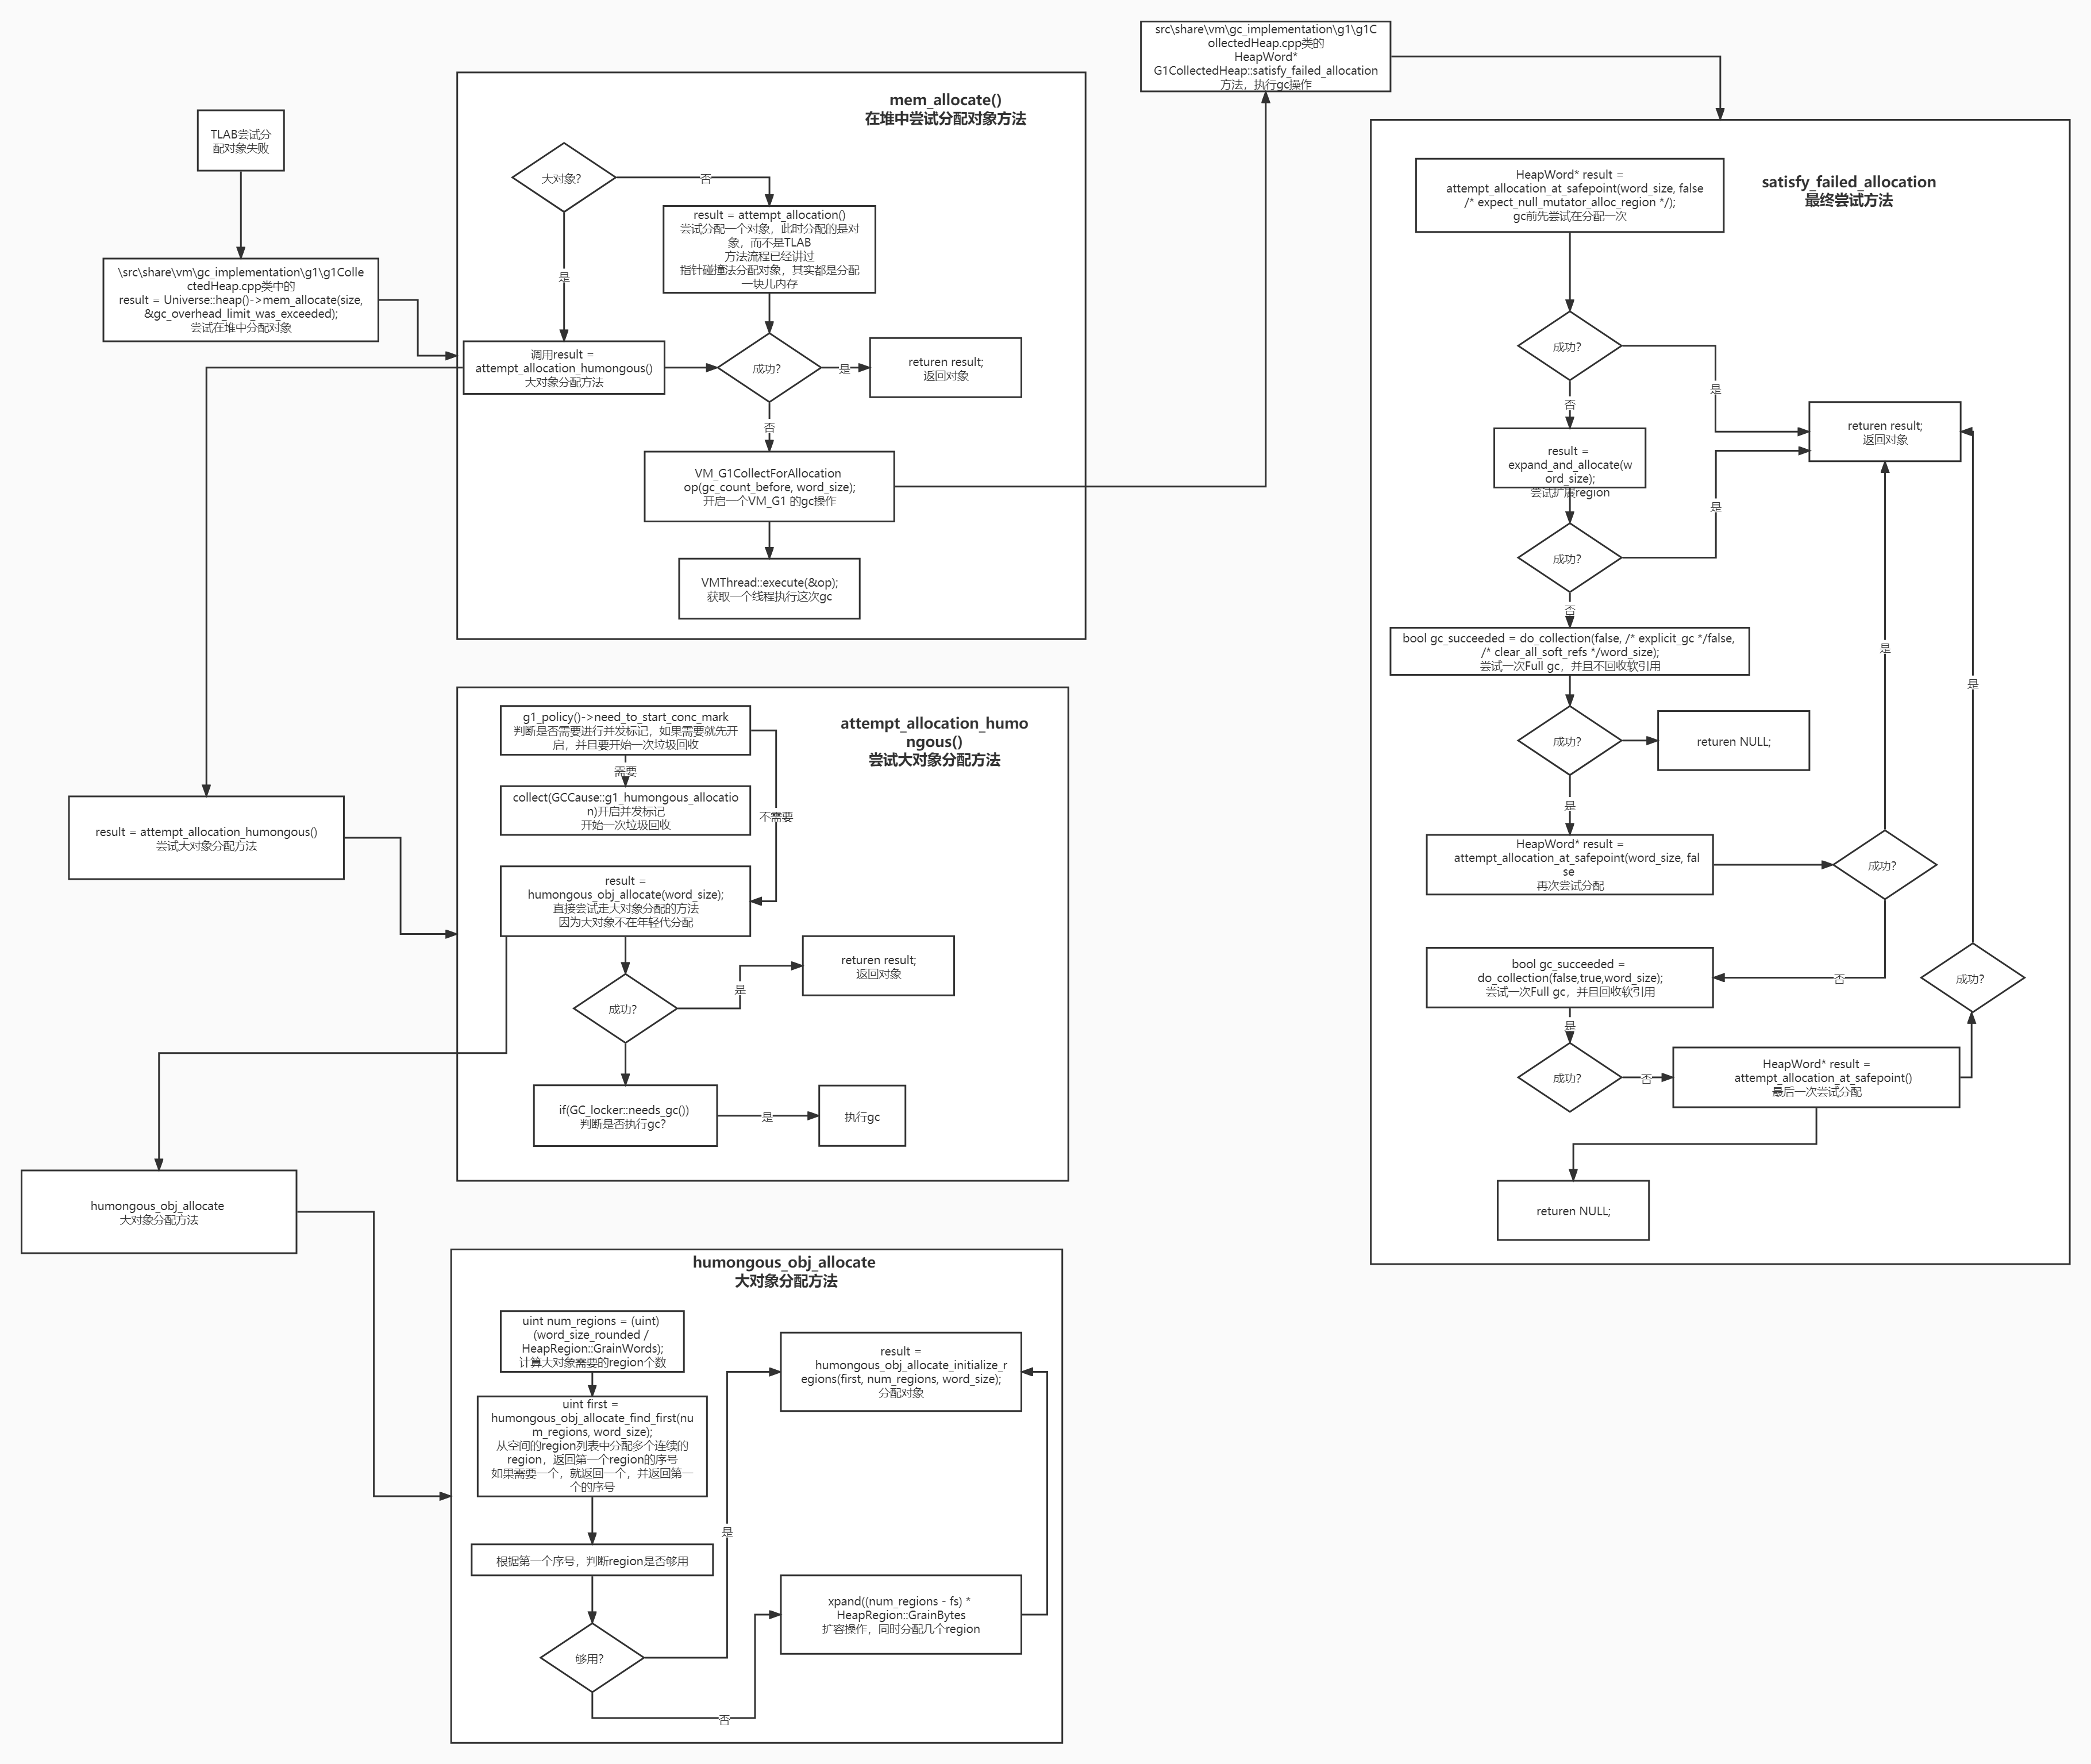 TLAB尝试分
配对象失败
\src\share\vm\gc_implementation\g1\g1Colle
ctedHeap.cpp类中的
result = Universe::heap()->mem_allocate(size,
&gc_overhead_limit_was_exceeded);
尝试在堆中分配对象
mem_allocate()
在堆中尝试分配对象方法
大对象?
否
是
result = attempt_allocation()
尝试分配一个对象，此时分配的是对
象，而不是TLAB
方法流程已经讲过
指针碰撞法分配对象，其实都是分配
一块儿内存
调用result =
attempt_allocation_humongous()
大对象分配方法
成功?
是
returen result;
返回对象
否
VM_G1CollectForAllocation
op(gc_count_before, word_size);
开启一个VM_G1 的gc操作
VMThread::execute(&op);
获取一个线程执行这次gc
src\share\vm\gc_implementation\g1\g1C
ollectedHeap.cpp类的
HeapWord*
G1CollectedHeap::satisfy_failed_allocation
方法，执行gc操作
satisfy_failed_allocation
最终尝试方法
HeapWord* result =
attempt_allocation_at_safepoint(word_size, false
/* expect_null_mutator_alloc_region */);
gc前先尝试在分配一次
成功?
是
否
returen result;
返回对象
result =
expand_and_allocate(w
ord_size);
尝试扩展region
是
成功?
否
bool gc_succeeded = do_collection(false, /* explicit_gc */false,
/* clear_all_soft_refs */word_size);
尝试一次Full gc，并且不回收软引用
是
是
成功?
returen NULL;
是
HeapWord* result =
attempt_allocation_at_safepoint(word_size, fal
se
再次尝试分配
成功?
bool gc_succeeded =
do_collection(false,true,word_size);
尝试一次Full gc，并且回收软引用
否
成功?
是
成功?
否
HeapWord* result =
attempt_allocation_at_safepoint()
最后一次尝试分配
returen NULL;
result = attempt_allocation_humongous()
尝试大对象分配方法
attempt_allocation_humo
ngous()
尝试大对象分配方法
g1_policy()->need_to_start_conc_mark
判断是否需要进行并发标记，如果需要就先开
启，并且要开始一次垃圾回收
需要
collect(GCCause::g1_humongous_allocatio
n)开启并发标记
开始一次垃圾回收
不需要
result =
humongous_obj_allocate(word_size);
直接尝试走大对象分配的方法
因为大对象不在年轻代分配
returen result;
返回对象
是
成功?
if(GC_locker::needs_gc())
判断是否执行gc?
是
执行gc
humongous_obj_allocate
大对象分配方法
humongous_obj_allocate
大对象分配方法
uint num_regions = (uint)
(word_size_rounded /
HeapRegion::GrainWords);
计算大对象需要的region个数
result =
humongous_obj_allocate_initialize_r
egions(first, num_regions, word_size);
分配对象
uint first =
humongous_obj_allocate_find_first(nu
m_regions, word_size);
从空间的region列表中分配多个连续的
region，返回第一个region的序号
如果需要一个，就返回一个，并返回第一
个的序号
是
根据第一个序号，判断region是否够用
xpand((num_regions - fs) *
HeapRegion::GrainBytes
扩容操作，同时分配几个region
够用?
否